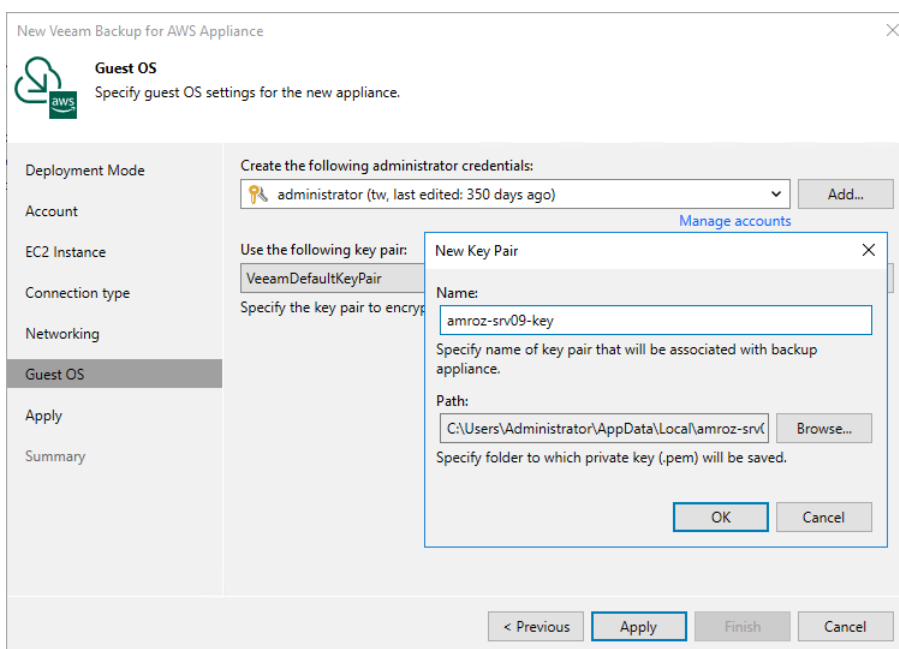 New Veeam Backup for AWS Appliance
Guest OS
Specify guest OS settings for the new appliance.
aws
Deployment Mode
Account
EC2 Instance
Connection type
Networking
Guest OS
Apply
Summary
Create the following administrator credentials:
administrator (tw, last edited: 350 days ago)
Add...
Manage accounts
Use the following key pair:
VeeamDefaultKeyPair
Specify the key pair to encryp
New Key Pair
Name:
amroz-srv09-key
Specify name of key pair that will be associated with backup
appliance.
Path:
C:\Users\Administrator\AppData\Local\amroz-srv
Browse...
Specify folder to which private key (.pem) will be saved.
OK
Cancel
< Previous
Apply
Finish
Cancel